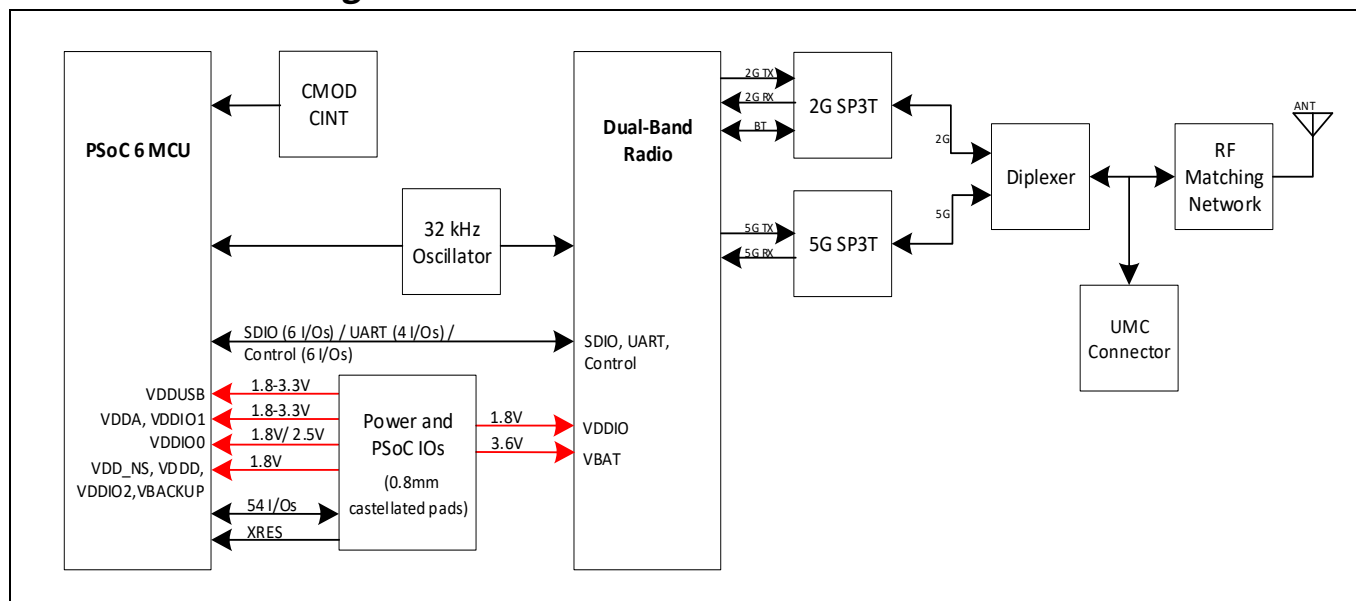 g
CMOD
CINT
PSoC 6 MCU
Dual-Band
Radio
2G TX
2G RX
BT
2G SP3T
2G
ANT
Diplexer
RF
Matching
Network
32 kHz
Oscillator
5G TX
5G RX
5G SP3T
5G
UMC
Connector
SDIO (6 I/Os) / UART (4 I/Os) /
Control (6 I/Os)
SDIO, UART,
Control
VDDUSB
1.8-3.3V
VDDA, VDDIO1
1.8-3.3V
VDDIO0
1.8V/ 2.5V
VDD_NS, VDDD,
VDDIO2,VBACKUP
1.8V
54 I/Os
XRES
Power and
PSoC IOs
(0.8mm
castellated pads)
1.8V
VDDIO
3.6V
VBAT